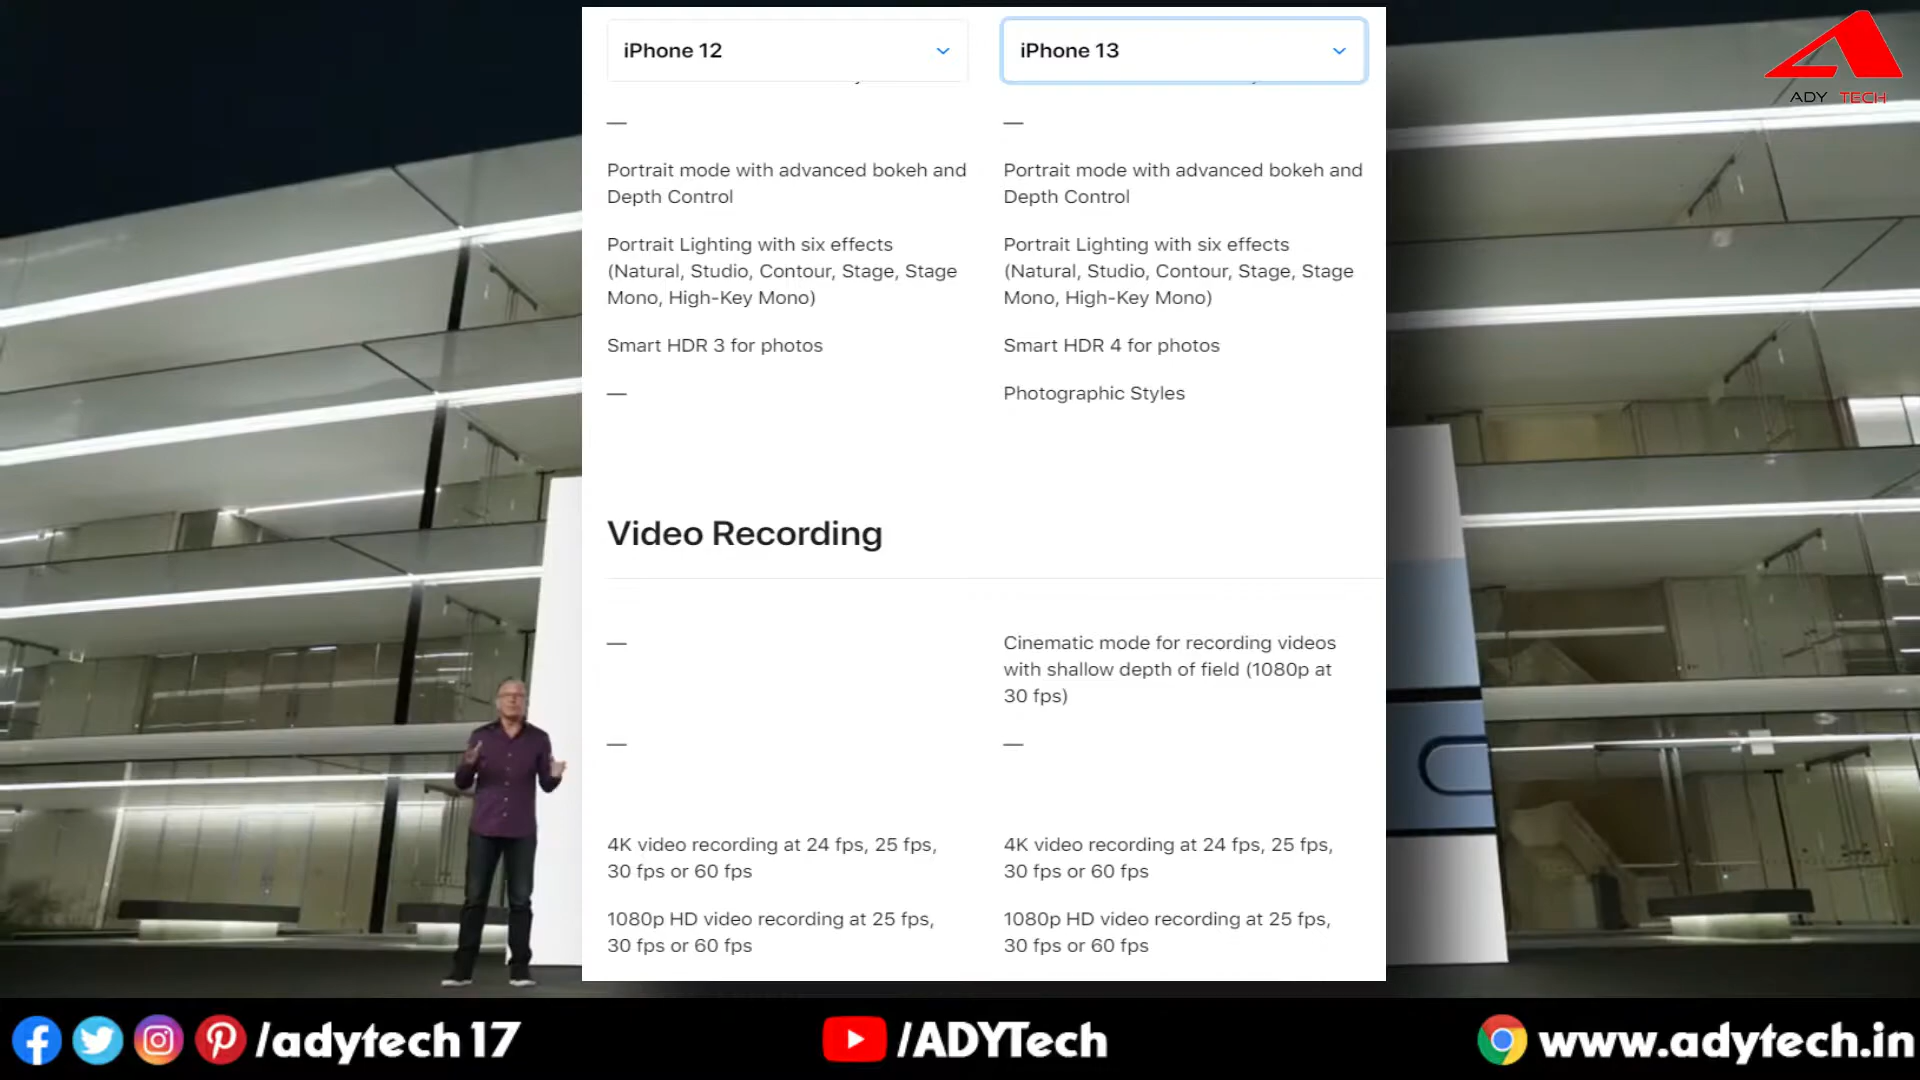 iPhone 12
iPhone 13
ADY TECH
—
—
Portrait mode with advanced bokeh and
Depth Control
Portrait mode with advanced bokeh and
Depth Control
Portrait Lighting with six effects
(Natural, Studio, Contour, Stage, Stage
Mono, High-Key Mono)
Portrait Lighting with six effects
(Natural, Studio, Contour, Stage, Stage
Mono, High-Key Mono)
Smart HDR 3 for photos
Smart HDR 4 for photos
—
Photographic Styles
Video Recording
—
Cinematic mode for recording videos
with shallow depth of field (1080p at
30 fps)
—
—
4K video recording at 24 fps, 25 fps,
30 fps or 60 fps
4K video recording at 24 fps, 25 fps,
30 fps or 60 fps
1080p HD video recording at 25 fps,
30 fps or 60 fps
1080p HD video recording at 25 fps,
30 fps or 60 fps
/adytech17
/ADYTech
www.adytech.in